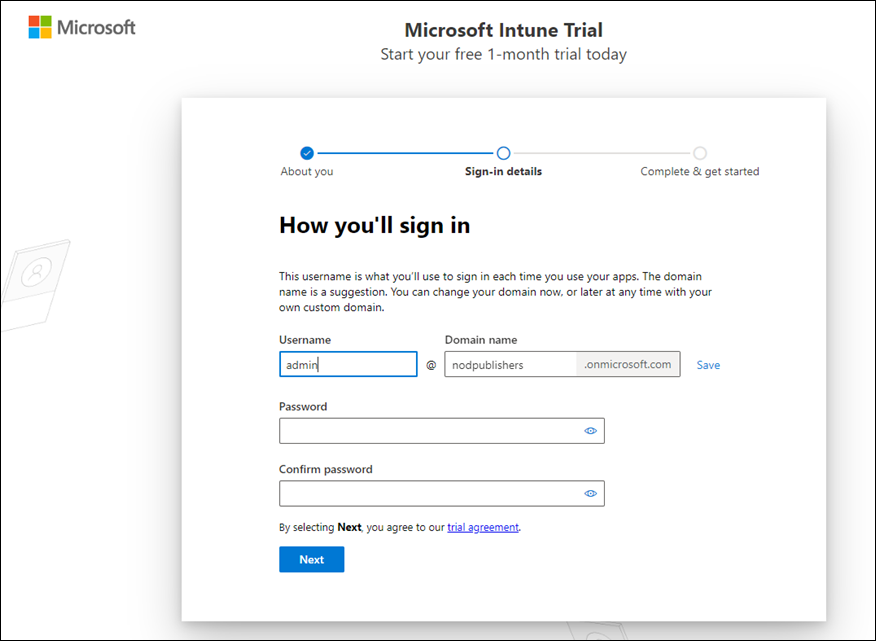 Microsoft
Microsoft Intune Trial
Start your free 1-month trial today
About you
Sign-in details
Complete & get started
How you'll sign in
This username is what you'll use to sign in each time you use your apps. The domain
name is a suggestion. You can change your domain now, or later at any time with your
own custom domain.
Username
Domain name
admin @ nodpublishers .onmicrosoft.com Save
Password
Confirm password
By selecting Next, you agree to our trial agreement.
Next